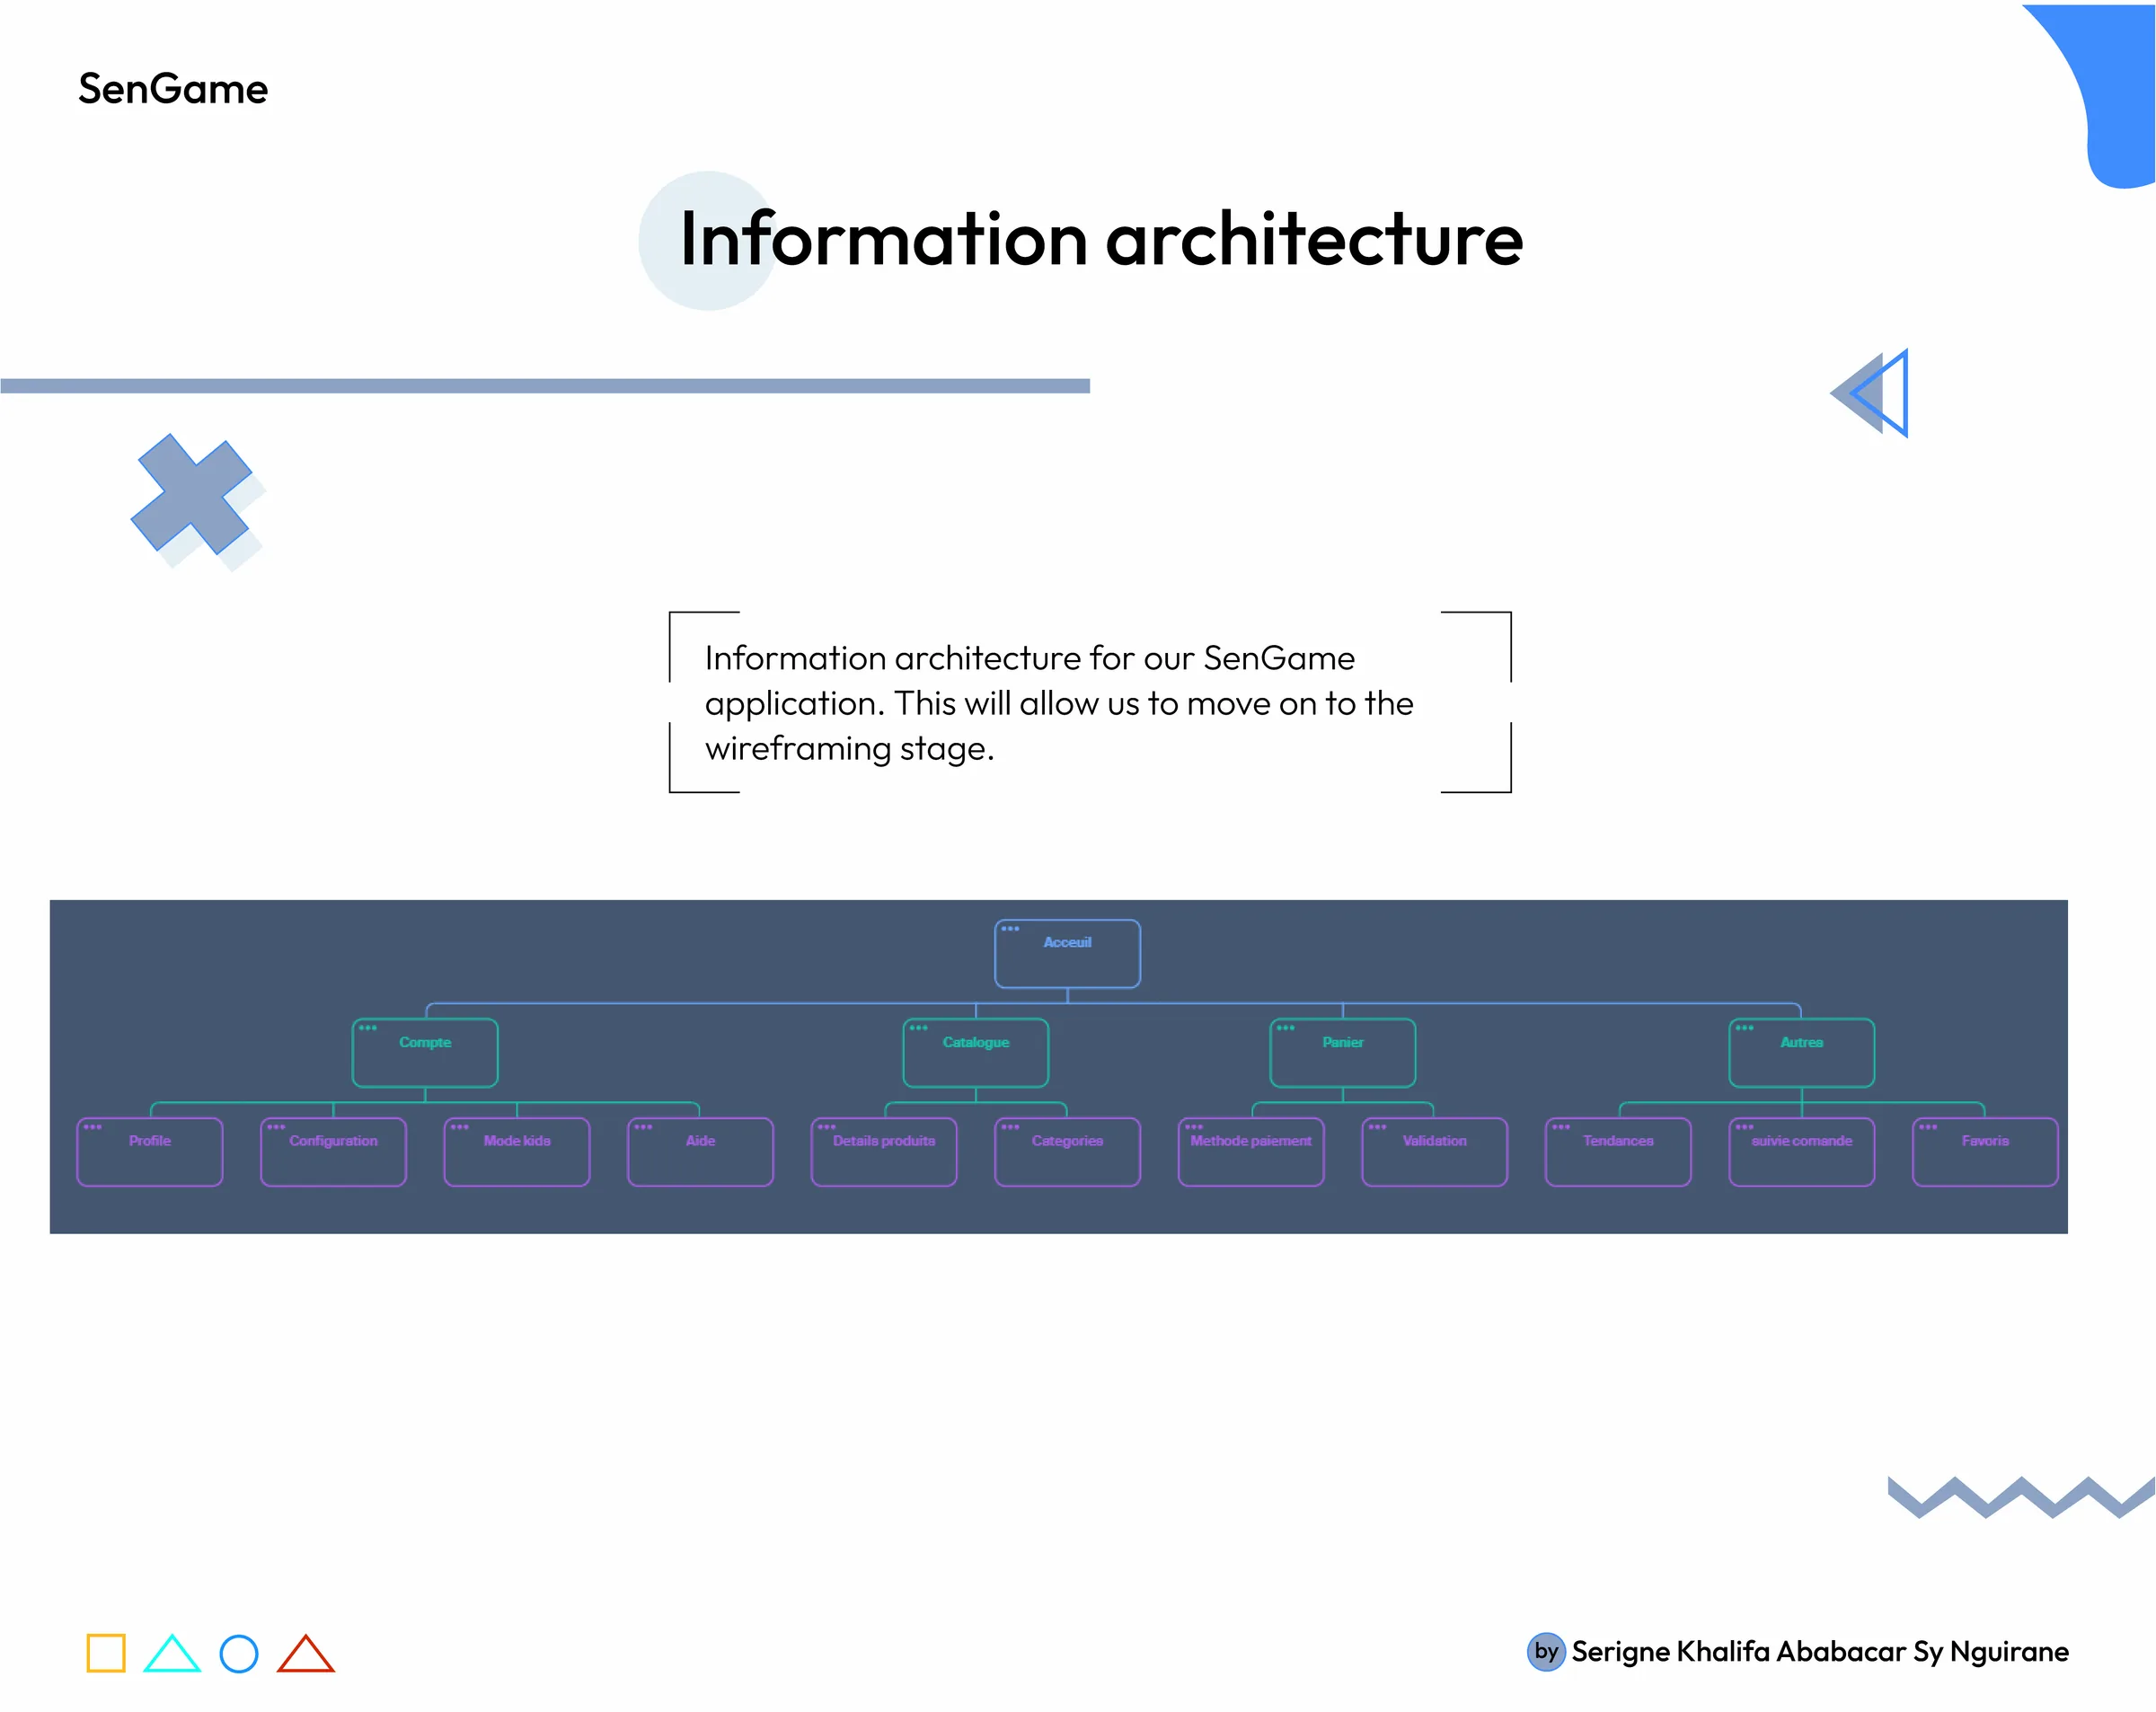 SenGame
Information architecture
Information architecture for our SenGame
application. This will allow us to move on to the
wireframing stage.
Acceuil
Compte
Catalogue
Panier
Autres
Profile
Configuration
Mode kids
Aide
Details produits
Categories
Methode paiement
Validation
Tendances
suivie comande
Favoris
by Serigne Khalifa Ababacar Sy Nguirane